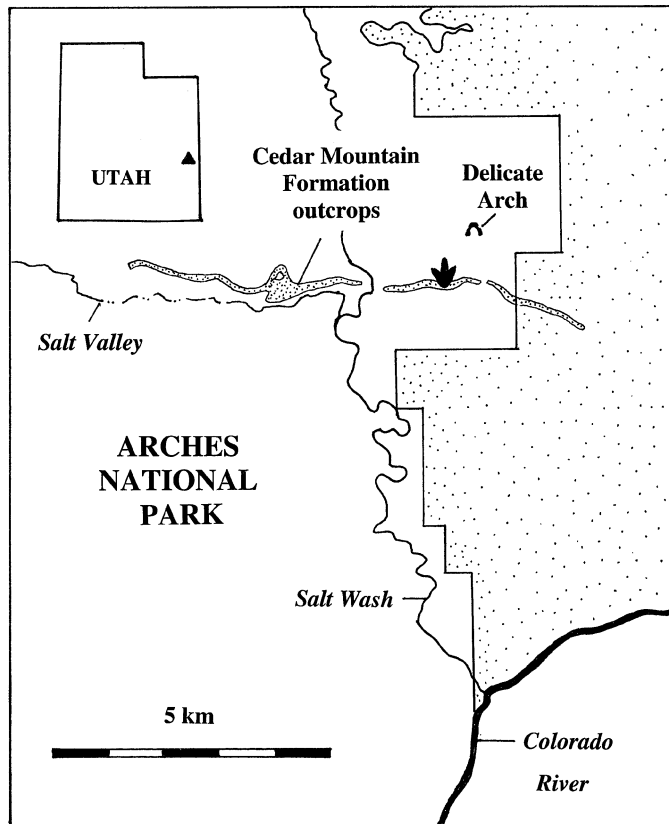 UTAH
Cedar Mountain
Formation
outcrops
Delicate
Arch
Salt Valley
ARCHES
NATIONAL
PARK
Salt Wash
5 km
Colorado
River